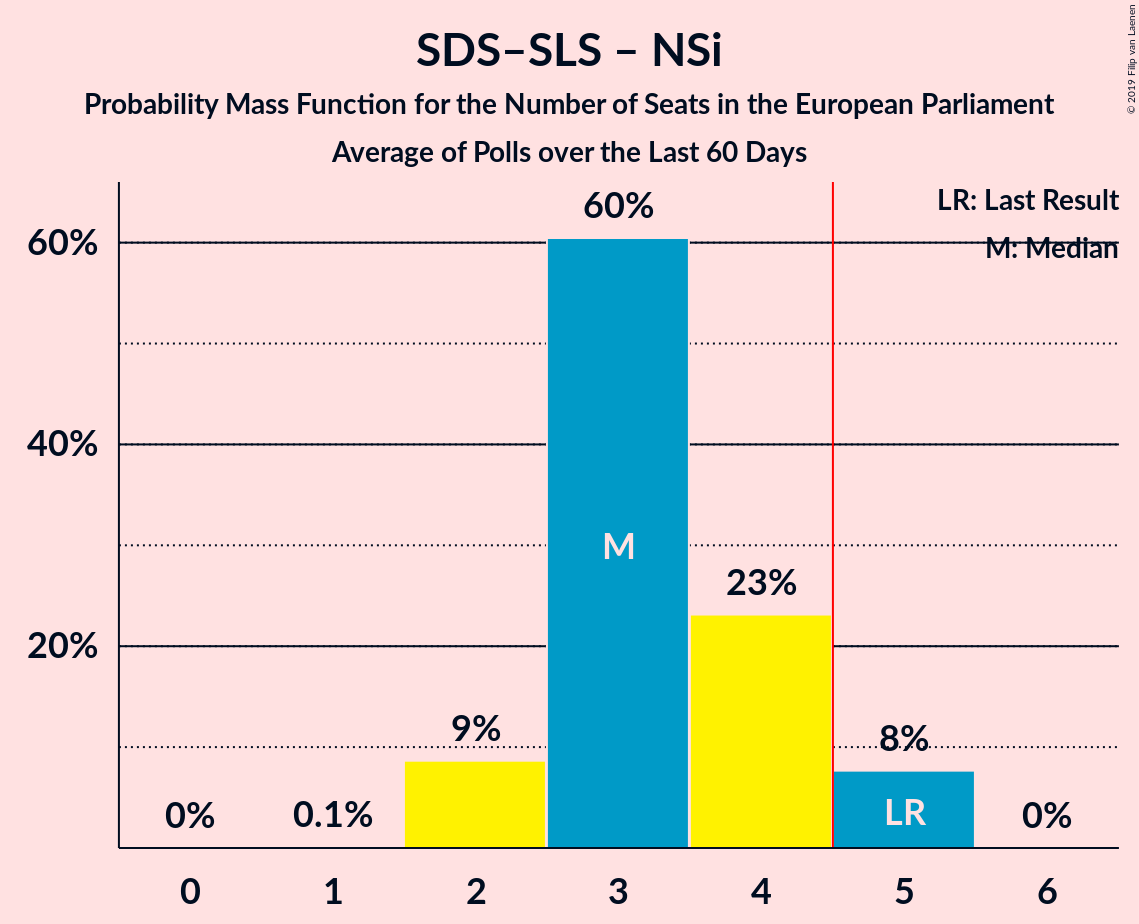 SDS–SLS – NSi
Probability Mass Function for the Number of Seats in the European Parliament
Average of Polls over the Last 60 Days
© 2019 Filip van Laenen
LR: Last Result
M: Median
60%
40%
20%
0%
0.1%
9%
60%
M
23%
8%
LR
0%
0 1 2 3 4 5 6